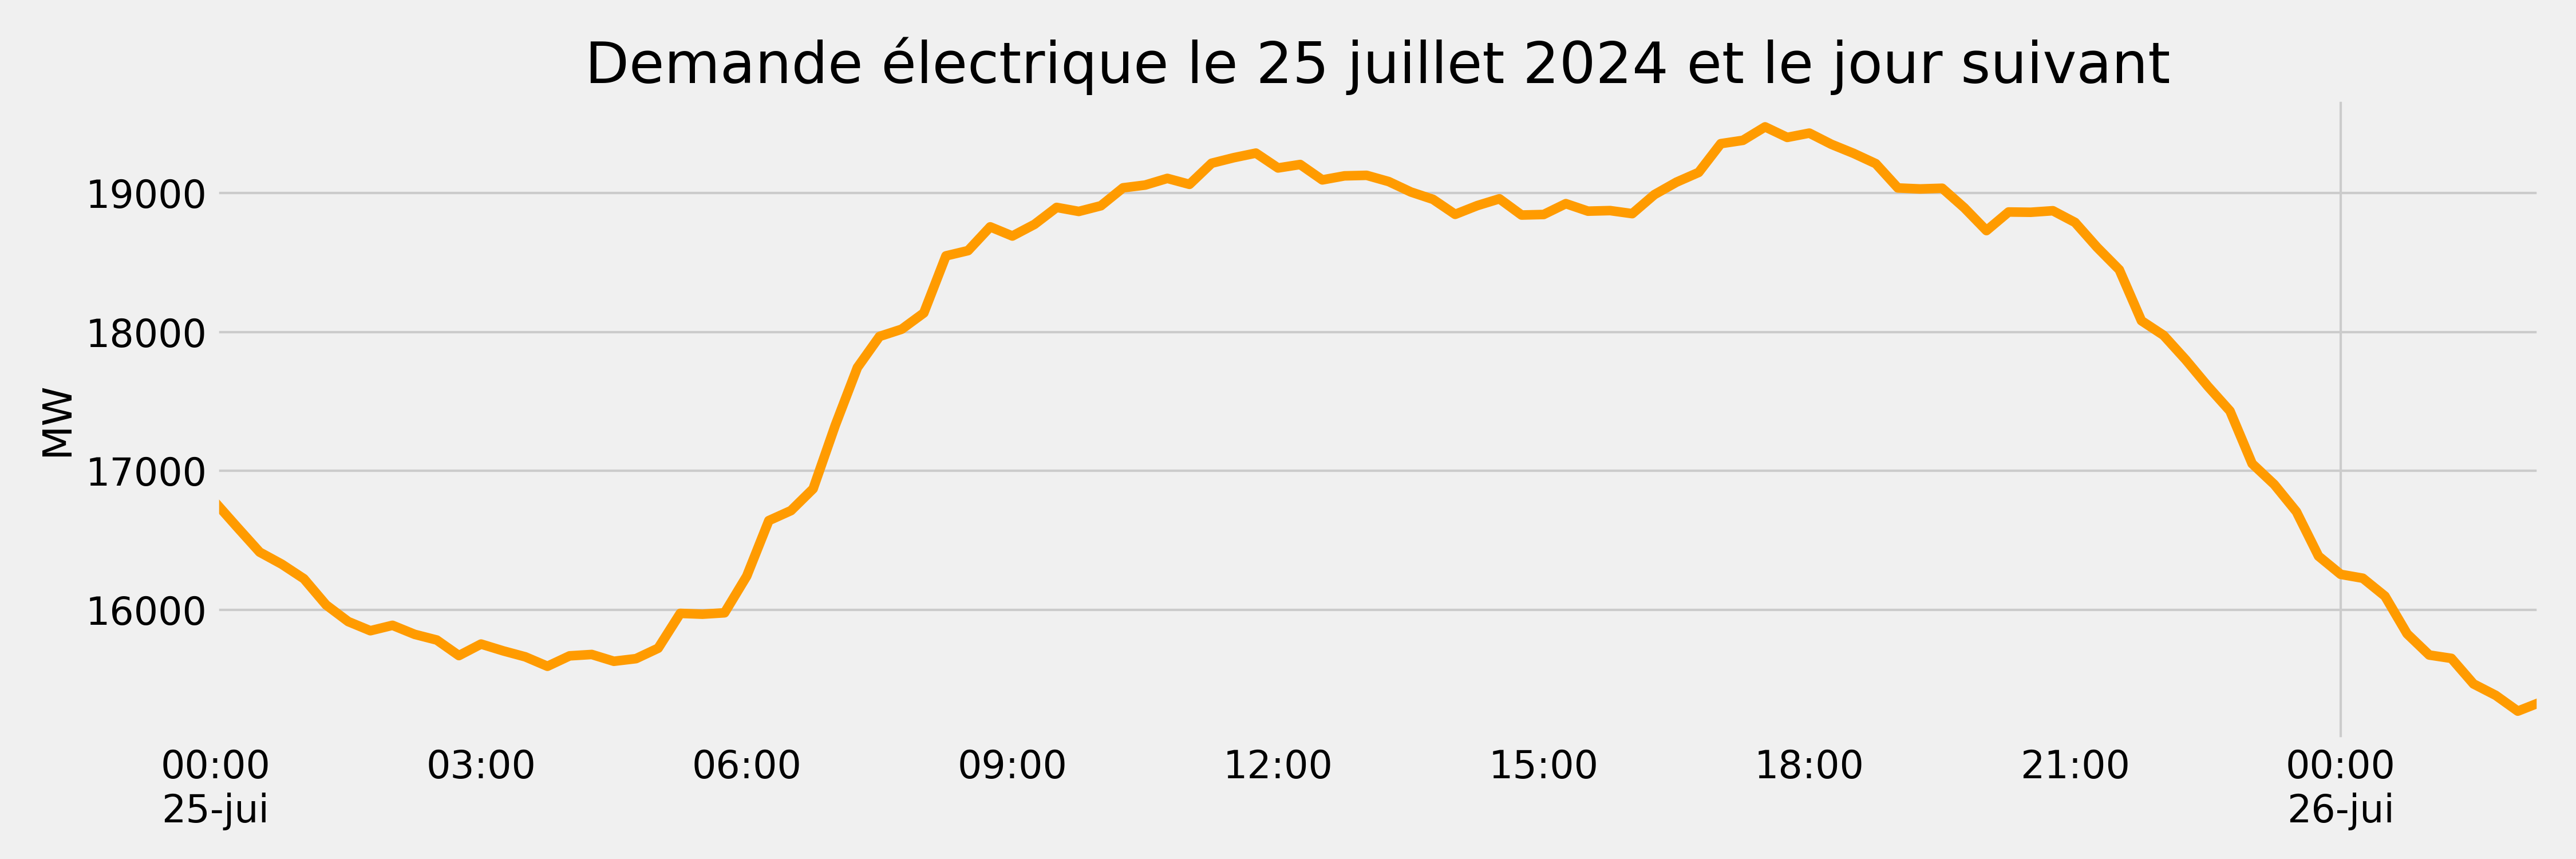 Demande électrique le 25 juillet 2024 et le jour suivant
MW
19000
18000
17000
16000
00:00 03:00 06:00 09:00 12:00 15:00 18:00 21:00 00:00
25-jui 26-jui